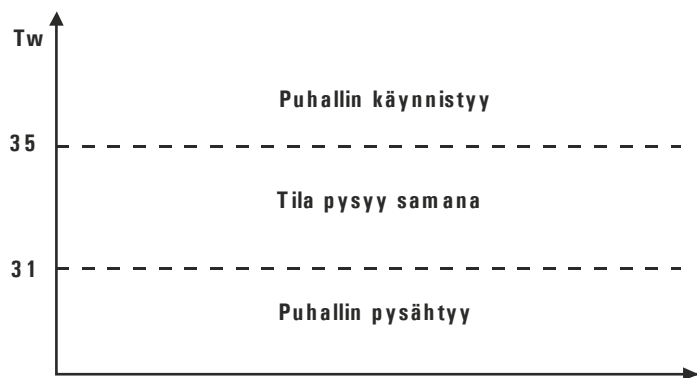 Tw
Puhallin käynnistyy
35
Tila pysyy samana
31
Puhallin pysähtyy